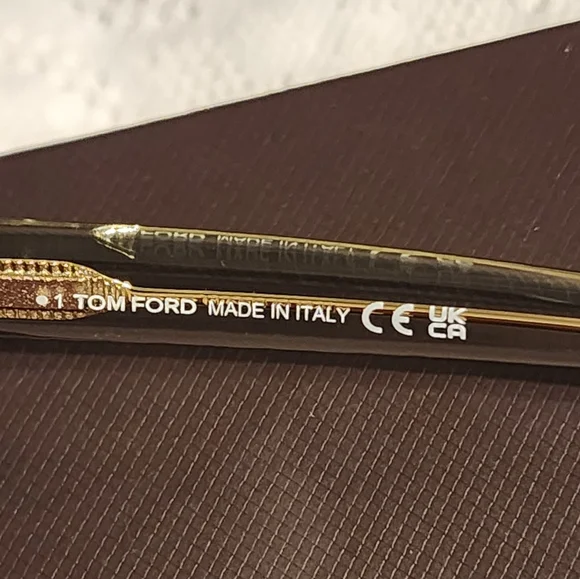 •1 TOM FORD MADE IN ITALY CE UK
CA